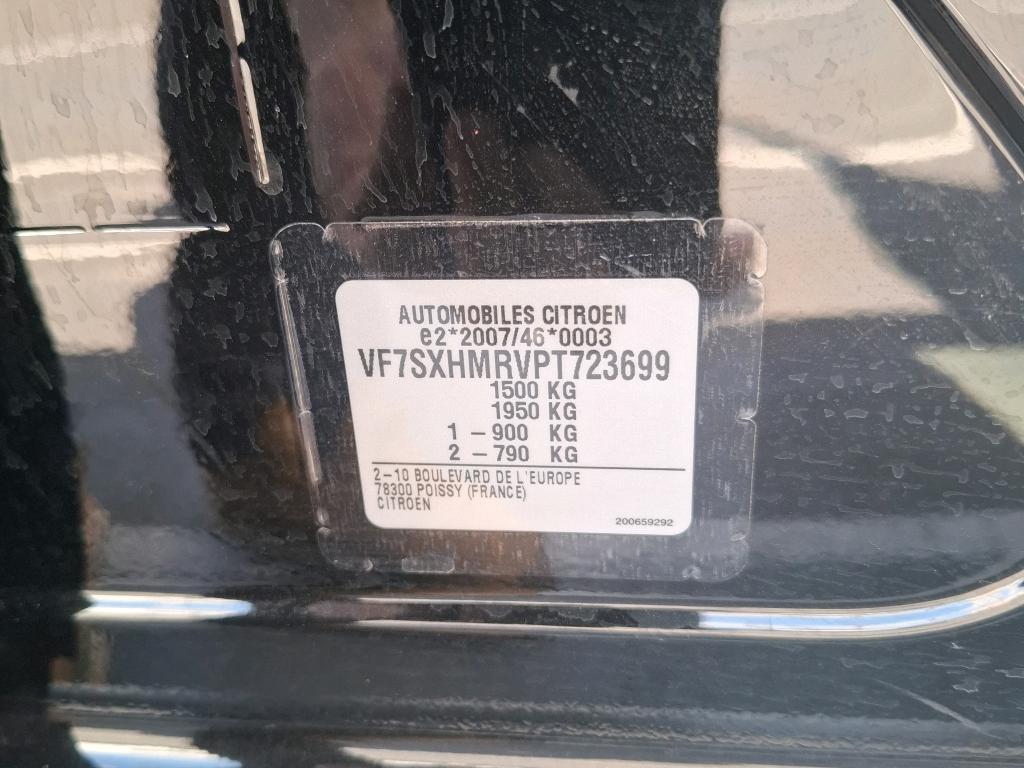 AUTOMOBILES CITROEN
e2*2007/46*0003
VF7SXHMRVPT723699
1500 KG
1950 KG
1 – 900 KG
2 – 790 KG
2–10 BOULEVARD DE L'EUROPE
78300 POISSY (FRANCE)
CITROEN
200659292